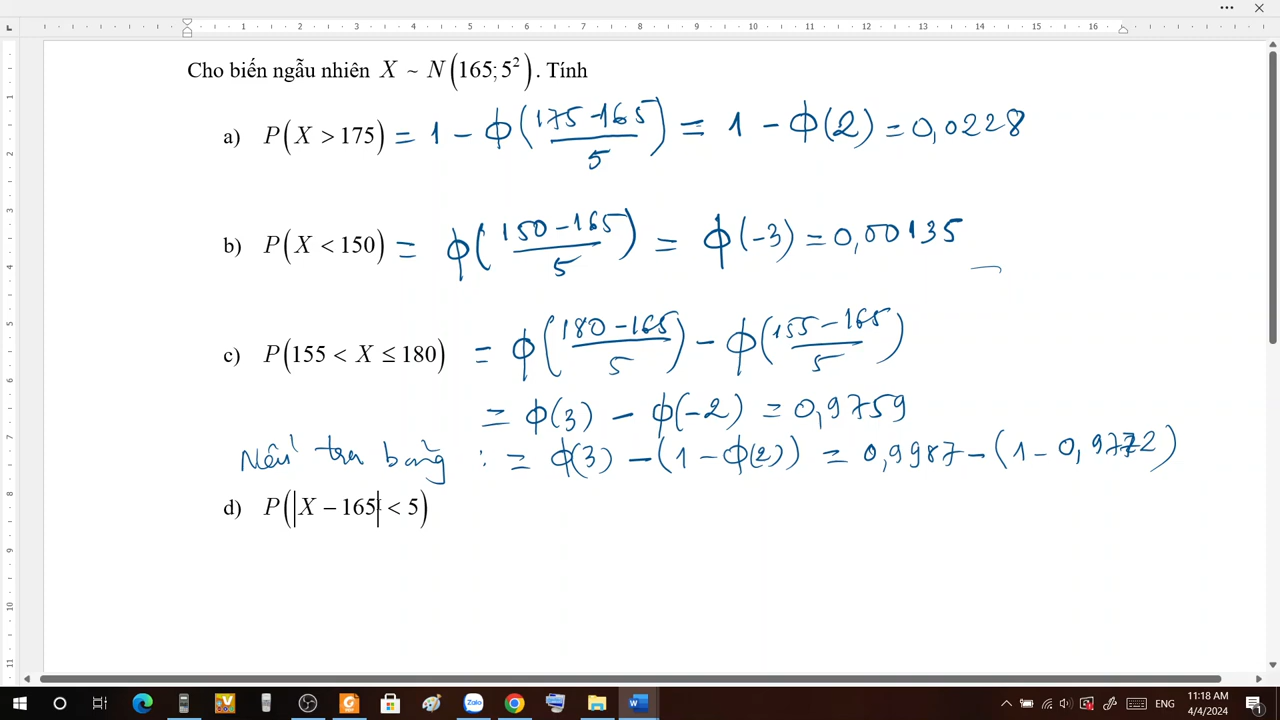 Cho biến ngẫu nhiên X ~ N(165; 5²). Tính
a) P(X > 175) = 1 - ϕ((175 - 165)/5) = 1 - ϕ(2) = 0,0228
b) P(X < 150) = ϕ((150 - 165)/5) = ϕ(-3) = 0,00135
c) P(155 < X ≤ 180) = ϕ((180 - 165)/5) - ϕ((155 - 165)/5)
= ϕ(3) - ϕ(-2) = 0,9759
Nếu tra bảng : = ϕ(3) - (1 - ϕ(2)) = 0,9987 - (1 - 0,9772)
d) P(|X - 165| < 5)
Zalo
W
ENG
11:18 AM
4/4/2024